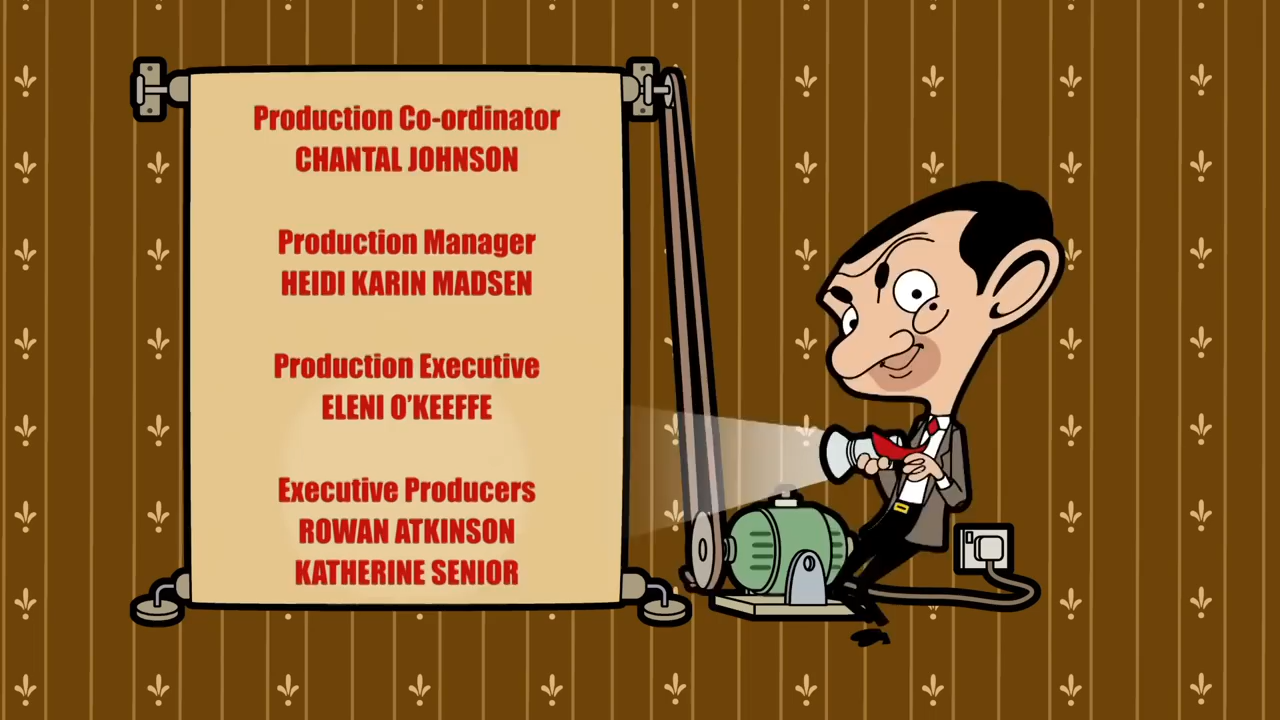 Production Co-ordinator
CHANTAL JOHNSON
Production Manager
HEIDI KARIN MADSEN
Production Executive
ELENI O’KEEFFE
Executive Producers
ROWAN ATKINSON
KATHERINE SENIOR